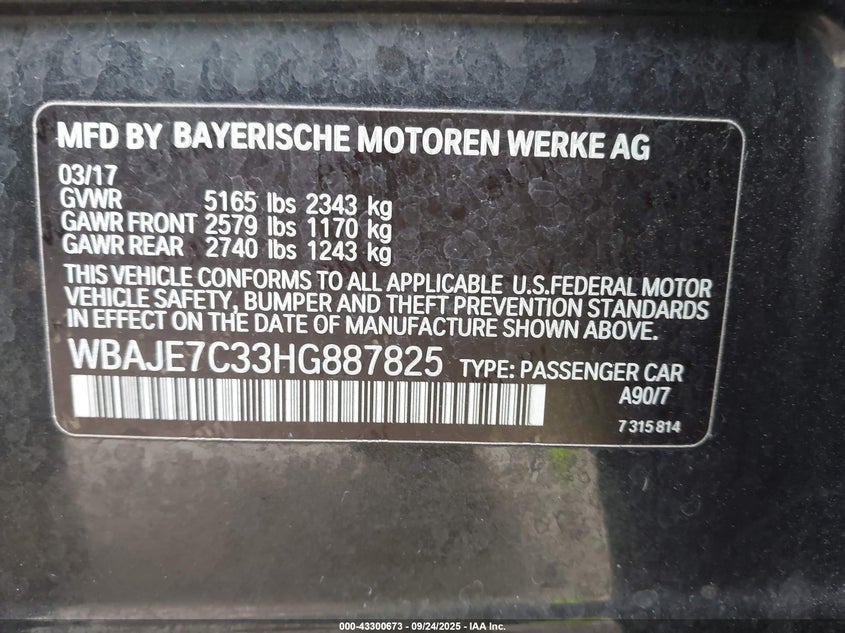 MFD BY BAYERISCHE MOTOREN WERKE AG
03/17
GVWR 5165 lbs 2343 kg
GAWR FRONT 2579 lbs 1170 kg
GAWR REAR 2740 lbs 1243 kg
THIS VEHICLE CONFORMS TO ALL APPLICABLE U.S.FEDERAL MOTOR
VEHICLE SAFETY, BUMPER AND THEFT PREVENTION STANDARDS
IN EFFECT ON THE DATE OF MANUFACTURE SHOWN ABOVE.
WBAJE7C33HG887825 TYPE: PASSENGER CAR
A90/7
7 315 814
000-43300673 - 09/24/2025 - IAA Inc.